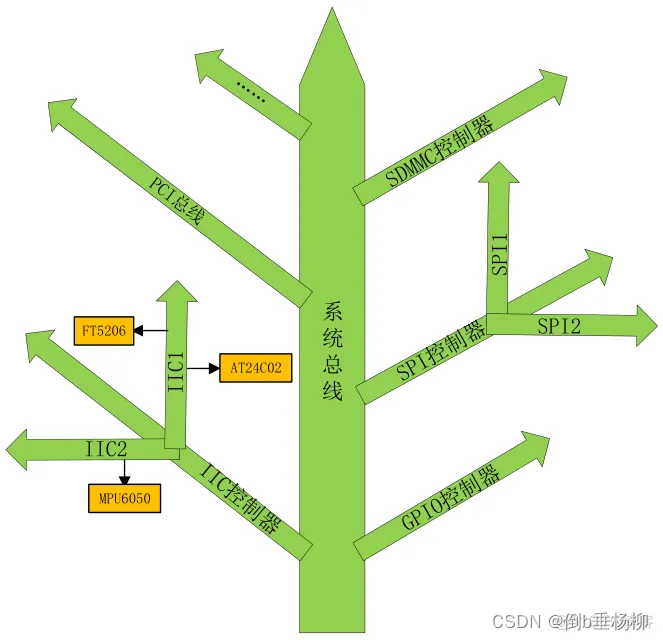 ……
SDMMC控制器
PCI总线
SPI1
系统总线
FT5206
IIC1
AT24C02
SPI控制器
SPI2
IIC2
MPU6050
IIC控制器
GPIO控制器
CSDN @倒b垂杨柳